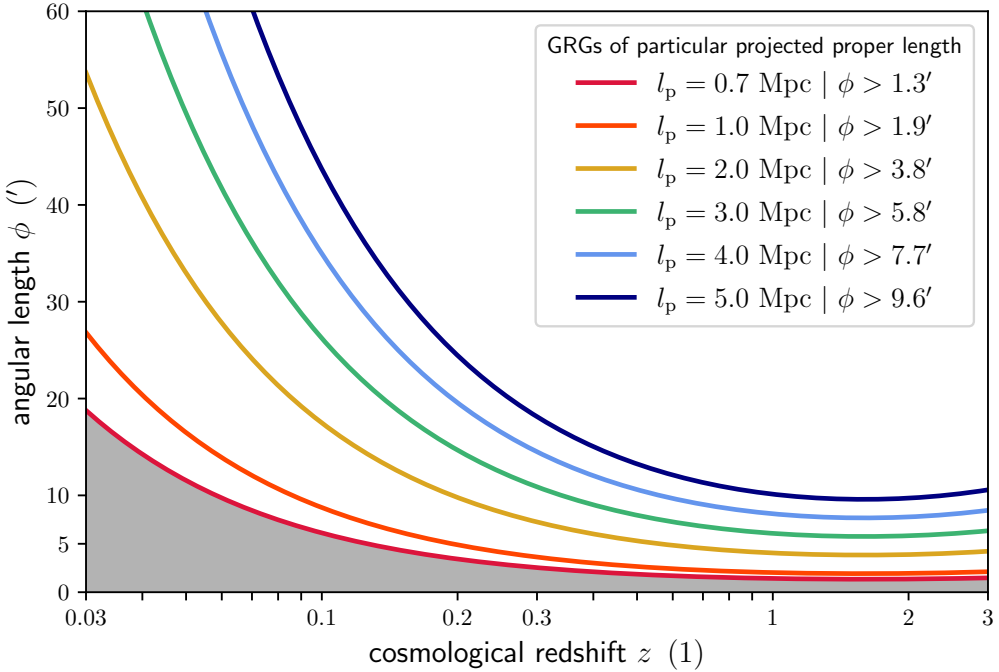 60
50
40
30
20
10
5
0
angular length ϕ (′)
GRGs of particular projected proper length
l_p = 0.7 Mpc | ϕ > 1.3′
l_p = 1.0 Mpc | ϕ > 1.9′
l_p = 2.0 Mpc | ϕ > 3.8′
l_p = 3.0 Mpc | ϕ > 5.8′
l_p = 4.0 Mpc | ϕ > 7.7′
l_p = 5.0 Mpc | ϕ > 9.6′
0.03 0.1 0.2 0.3 1 2 3
cosmological redshift z (1)